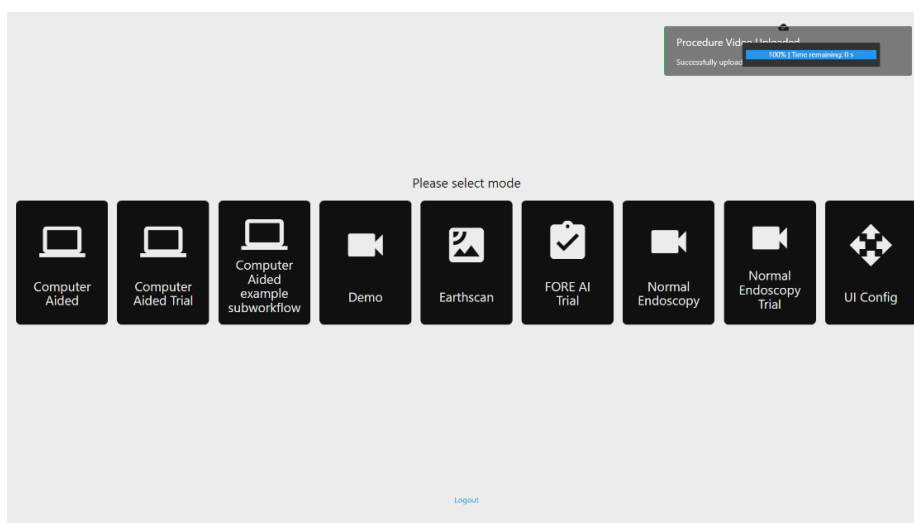 Procedure Video Uploaded
Successfully upload
100% | Time remaining: 0 s
Please select mode
Computer
Aided
Computer
Aided Trial
Computer
Aided
example
subworkflow
Demo
Earthscan
FORE AI
Trial
Normal
Endoscopy
Normal
Endoscopy
Trial
UI Config
Logout